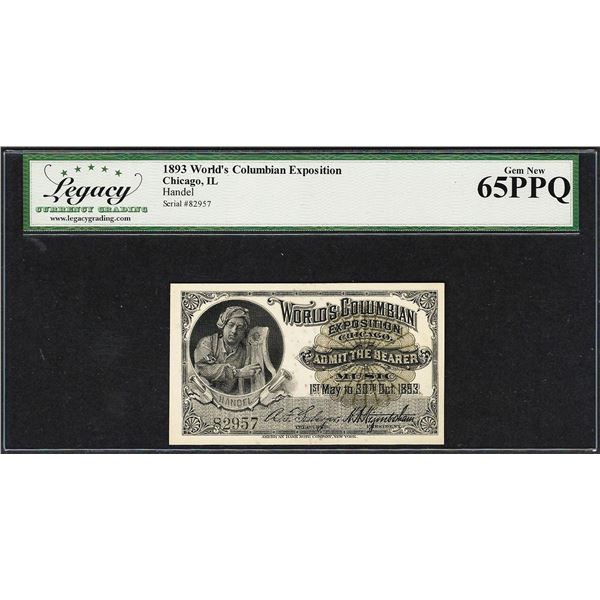 Legacy
CURRENCY GRADING
www.legacygrading.com
1893 World's Columbian Exposition
Chicago, IL
Handel
Serial #82957
Gem New
65PPQ
WORLD'S COLUMBIAN
EXPOSITION
CHICAGO.
ADMIT THE BEARER
MUSIC
1ST May to 30TH Oct. 1893.
HANDEL
82957
TREASURER
PRESIDENT
AMERICAN BANK NOTE COMPANY, NEW YORK.